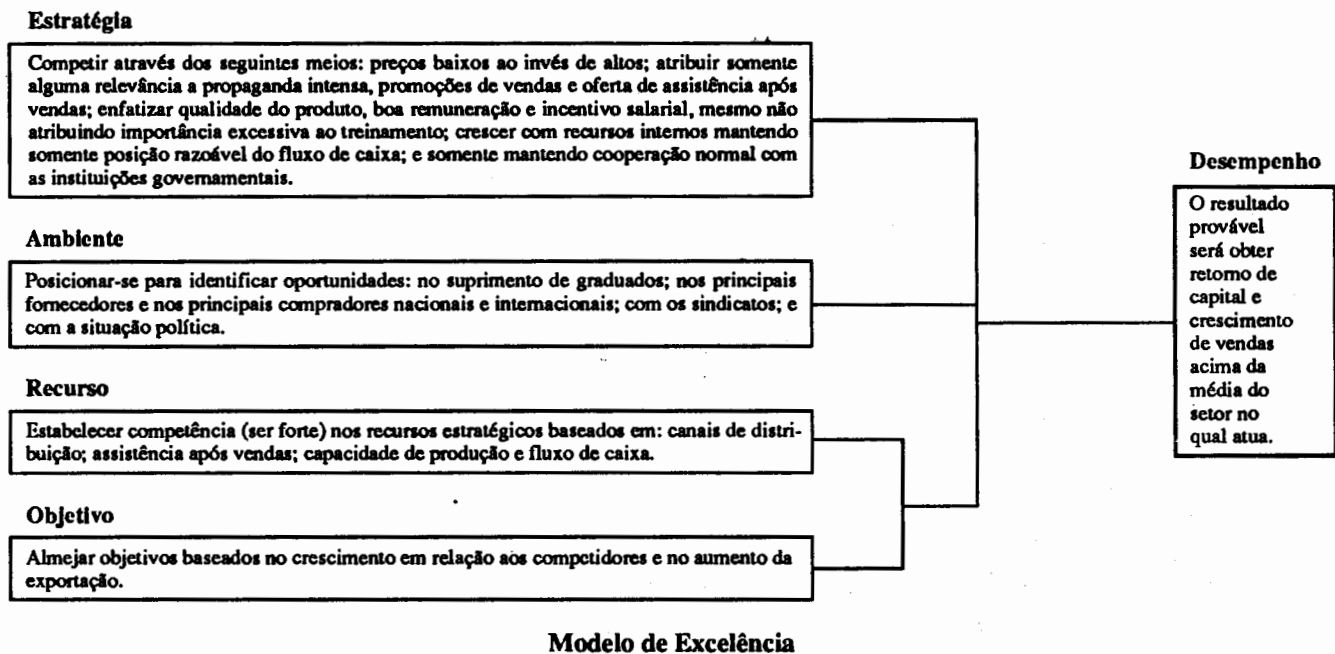 Estratégia
Competir através dos seguintes meios: preços baixos ao invés de altos; atribuir somente
alguma relevância a propaganda intensa, promoções de vendas e oferta de assistência após
vendas; enfatizar qualidade do produto, boa remuneração e incentivo salarial, mesmo não
atribuindo importância excessiva ao treinamento; crescer com recursos internos mantendo
somente posição razoável do fluxo de caixa; e somente mantendo cooperação normal com
as instituições governamentais.
Ambiente
Posicionar-se para identificar oportunidades: no suprimento de graduados; nos principais
fornecedores e nos principais compradores nacionais e internacionais; com os sindicatos; e
com a situação política.
Recurso
Estabelecer competência (ser forte) nos recursos estratégicos baseados em: canais de distri-
buição; assistência após vendas; capacidade de produção e fluxo de caixa.
Objetivo
Almejar objetivos baseados no crescimento em relação aos competidores e no aumento da
exportação.
Desempenho
O resultado
provável
será obter
retorno de
capital e
crescimento
de vendas
acima da
média do
setor no
qual atua.
Modelo de Excelência